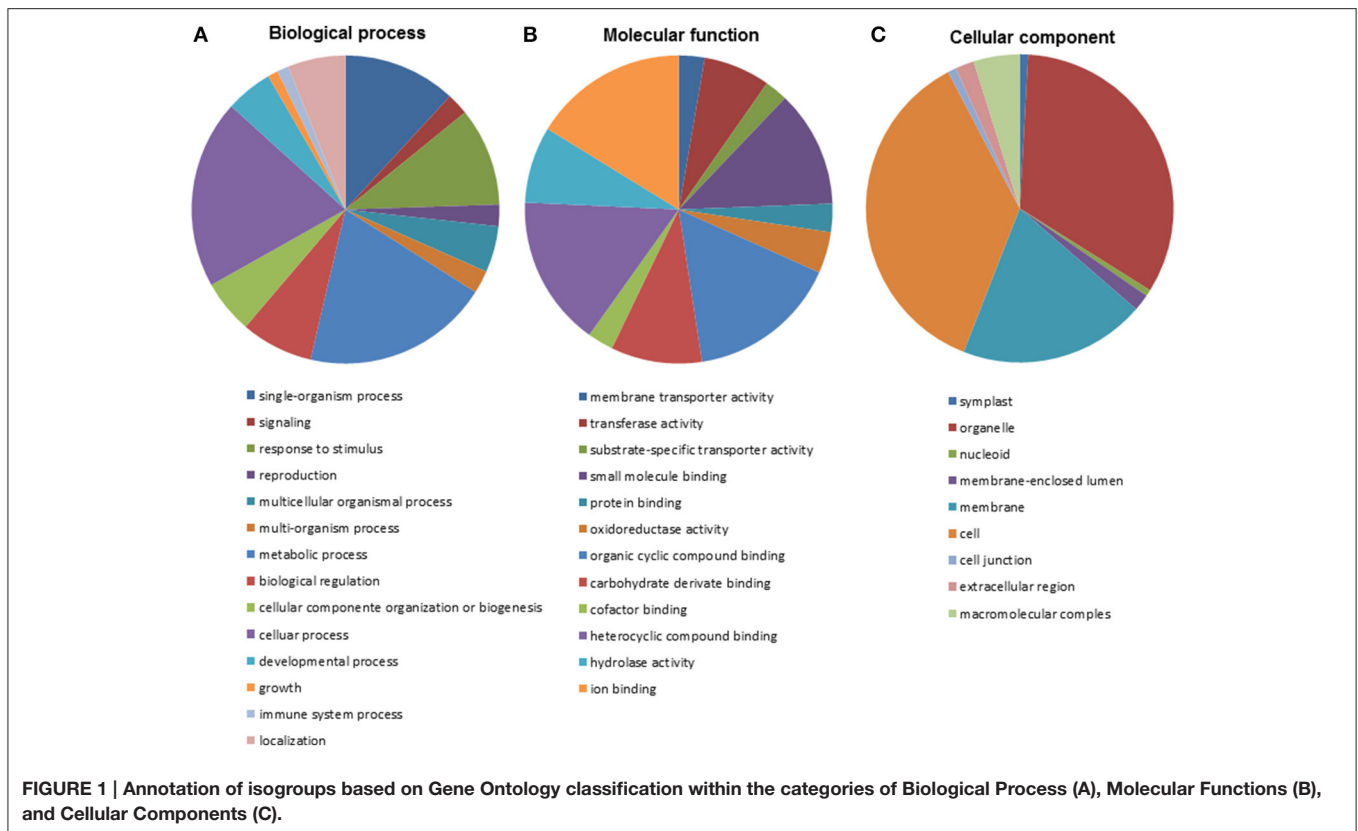 A Biological process
single-organism process
signaling
response to stimulus
reproduction
multicellular organismal process
multi-organism process
metabolic process
biological regulation
cellular componente organization or biogenesis
celluar process
developmental process
growth
immune system process
localization
B Molecular function
membrane transporter activity
transferase activity
substrate-specific transporter activity
small molecule binding
protein binding
oxidoreductase activity
organic cyclic compound binding
carbohydrate derivate binding
cofactor binding
heterocyclic compound binding
hydrolase activity
ion binding
C Cellular component
symplast
organelle
nucleoid
membrane-enclosed lumen
membrane
cell
cell junction
extracellular region
macromolecular comples
FIGURE 1 | Annotation of isogroups based on Gene Ontology classification within the categories of Biological Process (A), Molecular Functions (B),
and Cellular Components (C).